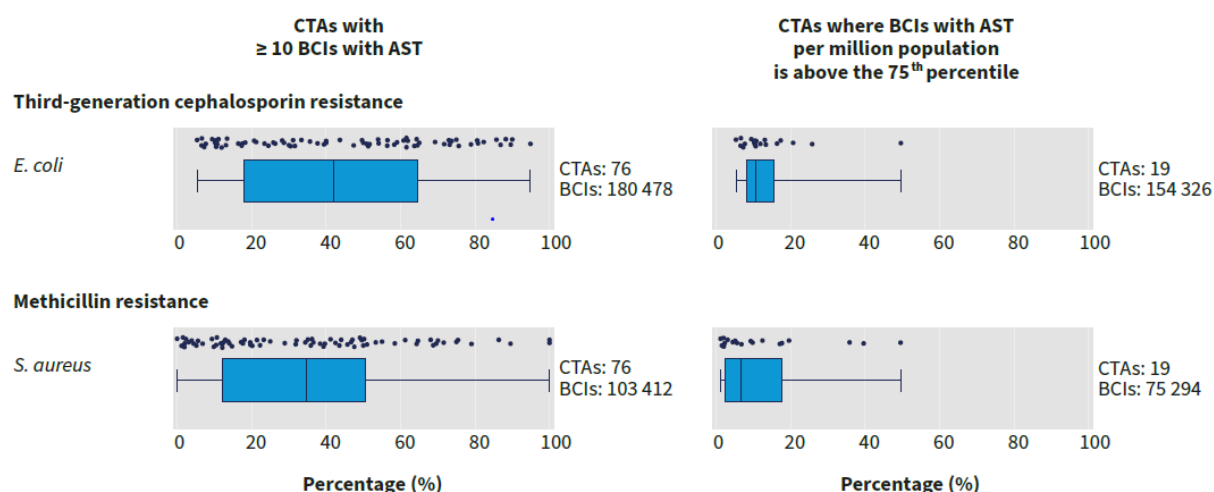 CTAs with
≥ 10 BCIs with AST
CTAs where BCIs with AST
per million population
is above the 75th percentile
Third-generation cephalosporin resistance
E. coli
CTAs: 76
BCIs: 180 478
CTAs: 19
BCIs: 154 326
0 20 40 60 80 100
0 20 40 60 80 100
Methicillin resistance
S. aureus
CTAs: 76
BCIs: 103 412
CTAs: 19
BCIs: 75 294
0 20 40 60 80 100
0 20 40 60 80 100
Percentage (%)
Percentage (%)